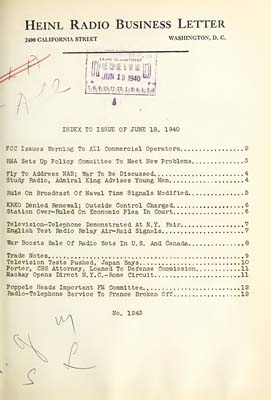 HEINL RADIO BUSINESS LETTER
2400 CALIFORNIA STREET WASHINGTON, D. C.
RECEIVED
JUN 19 1940
INDEX TO ISSUE OF JUNE 18, 1940
FCC Issues Warning To All Commercial Operators...............2
RMA Sets Up Policy Committee To Meet New Problems............3
Fly To Address NAB; War To Be Discussed......................4
Study Radio, Admiral King Advises Young Men..................4
Rule On Broadcast Of Naval Time Signals Modified.............5
KRKO Denied Renewal; Outside Control Charged.................6
Station Over-Ruled On Economic Plea In Court.................6
Television-Telephone Demonstrated At N.Y. Fair...............7
English Test Radio Relay Air-Raid Signals....................7
War Boosts Sale Of Radio Sets In U.S. And Canada.............8
Trade Notes..................................................9
Television Tests Pushed, Japan Says.........................10
Porter, CBS Attorney, Loaned To Defense Commission..........11
Mackay Opens Direct N.Y.C.-Rome Circuit.....................11
Poppele Heads Important FM Committee........................12
Radio-Telephone Service To France Broken Off................12
No. 1243